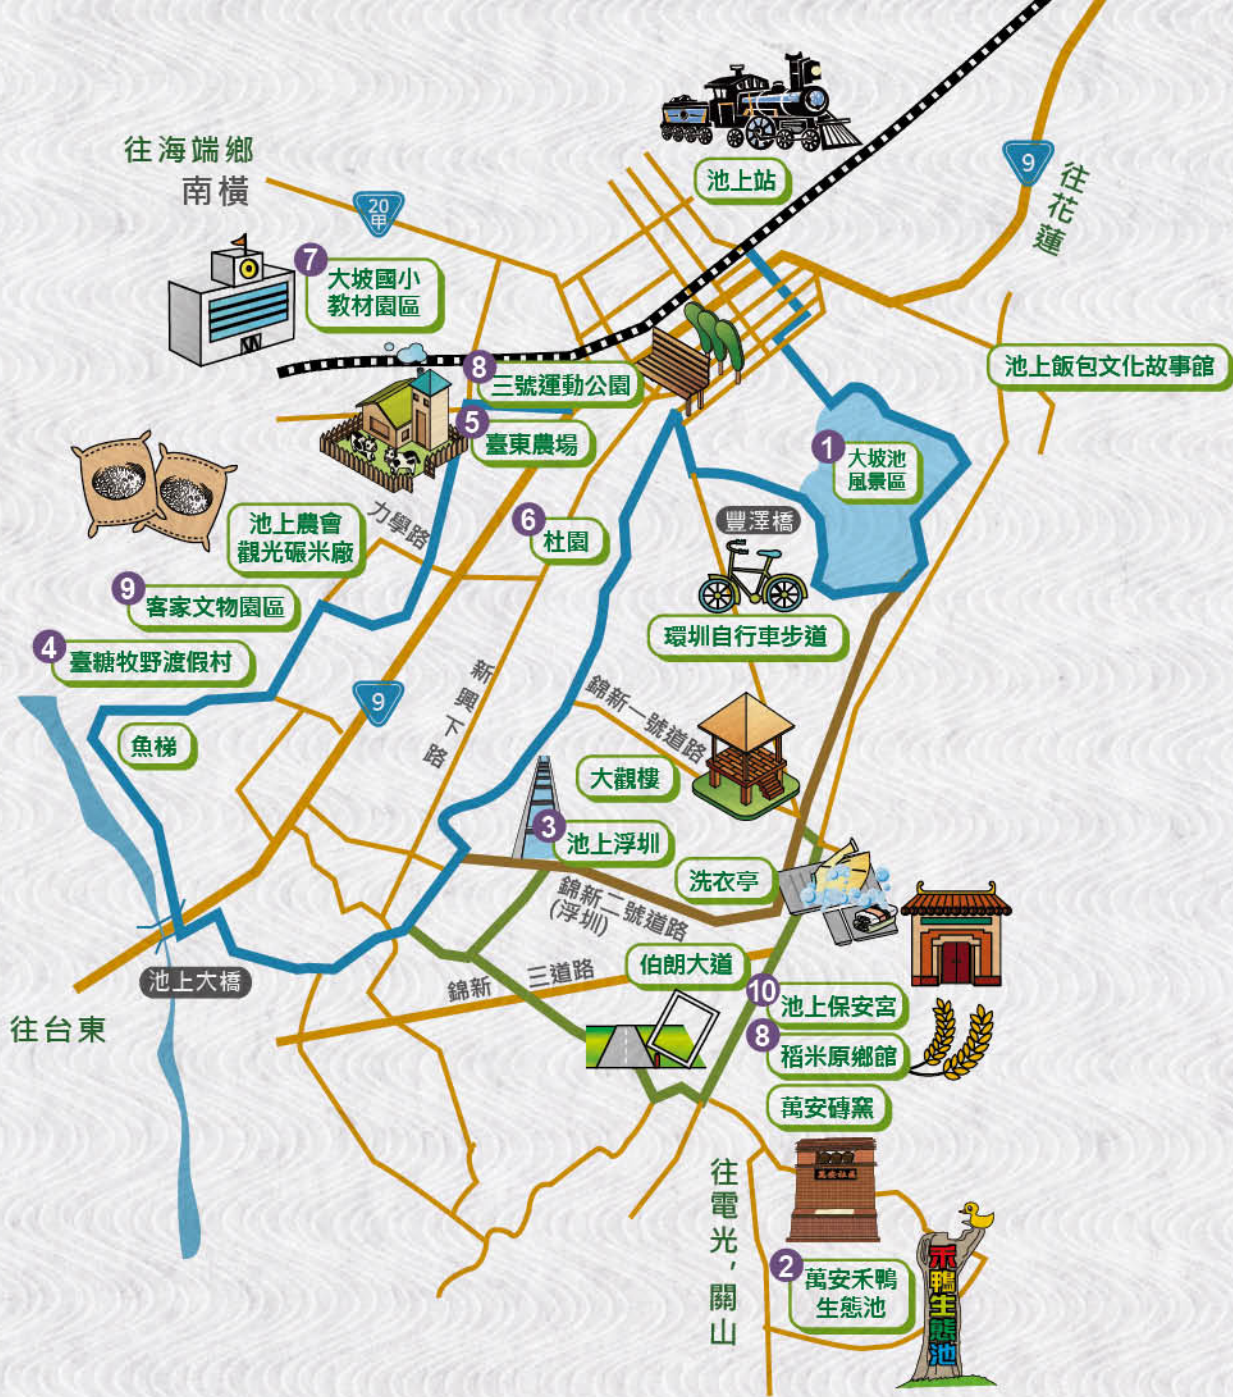 池上站
9
往花蓮
往海端鄉
南橫
20
甲
7
大坡國小
教材園區
8
三號運動公園
池上飯包文化故事館
5
臺東農場
1
大坡池
風景區
力學路
池上農會
觀光碾米廠
6
杜園
豐澤橋
9
客家文物園區
環圳自行車步道
4
臺糖牧野渡假村
新興下路
9
錦新一號道路
魚梯
大觀樓
3
池上浮圳
洗衣亭
錦新二號道路
(浮圳)
伯朗大道
錦新 三道路
池上大橋
往台東
10
池上保安宮
8
稻米原鄉館
萬安磚窯
往電光，關山
2
萬安禾鴨
生態池
禾鴨生態池